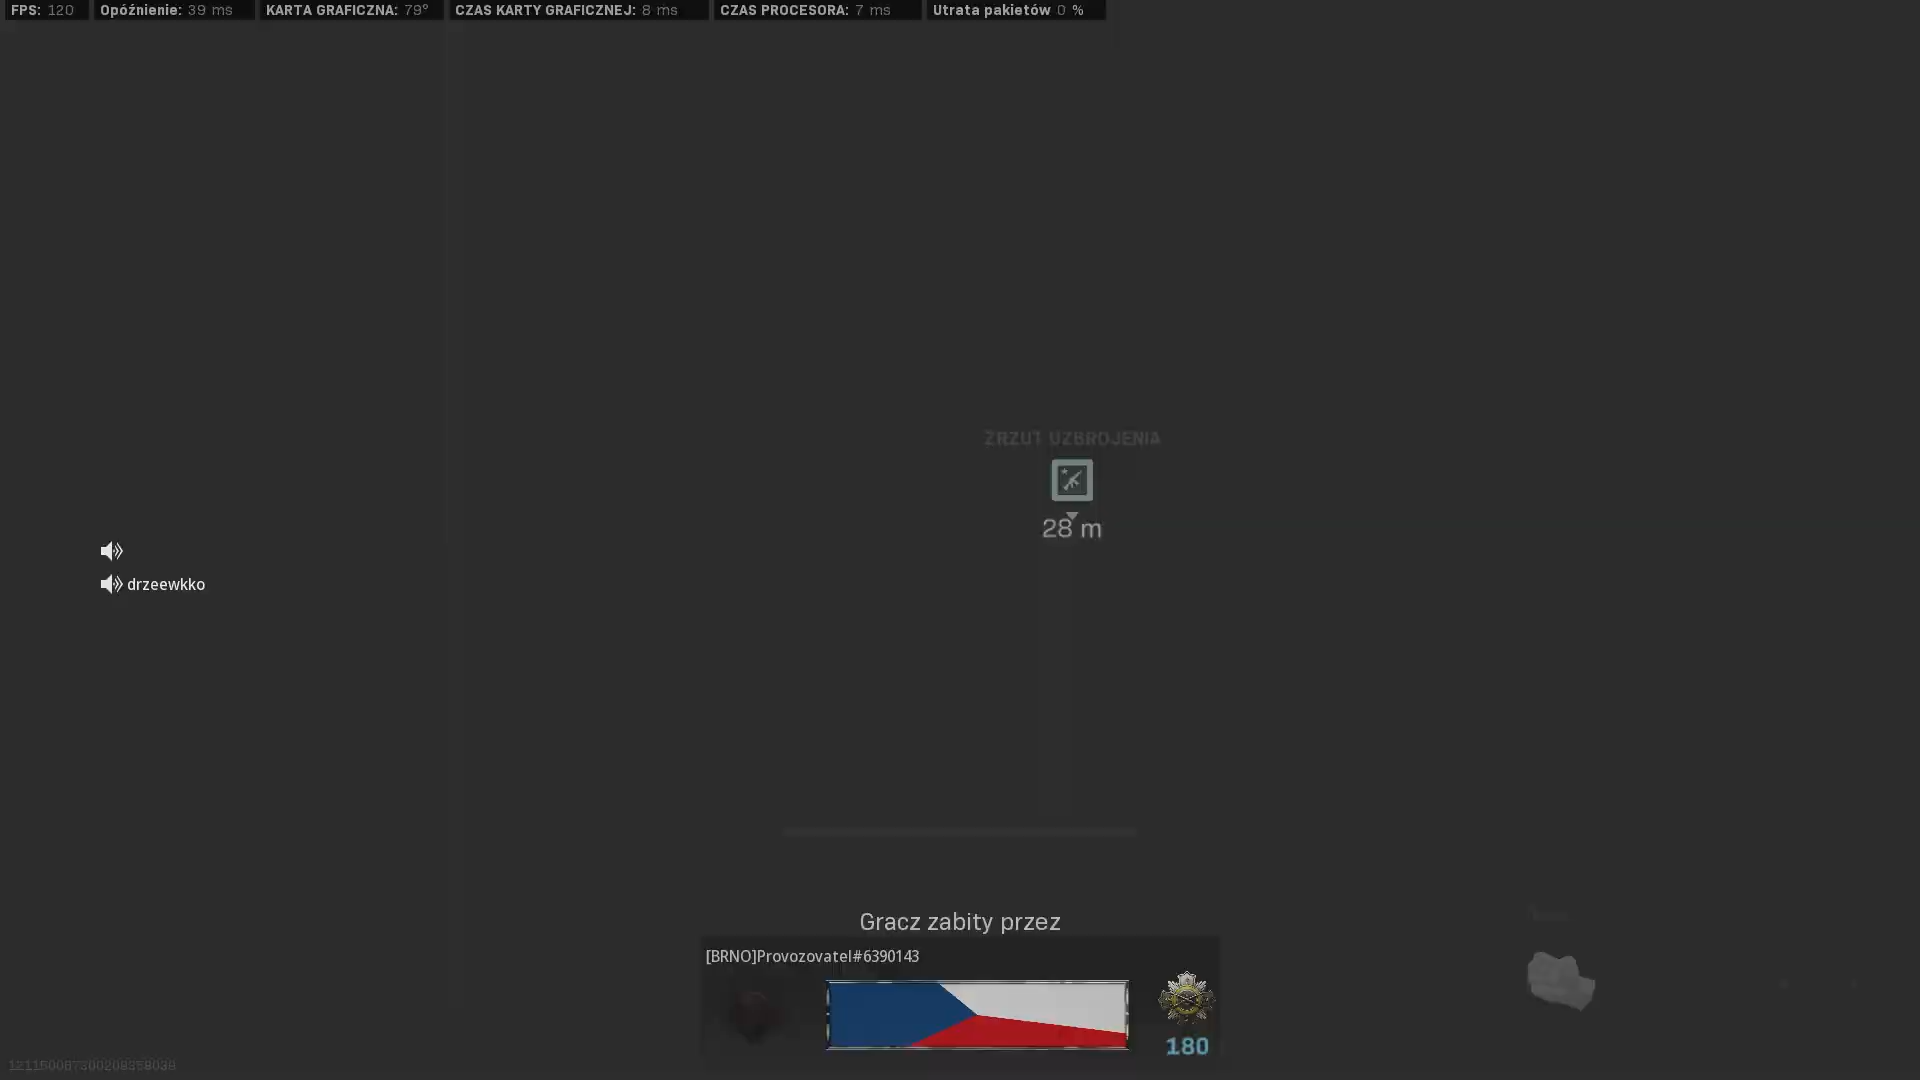 FPS: 120 Opóźnienie: 39 ms KARTA GRAFICZNA: 79° CZAS KARTY GRAFICZNEJ: 8 ms CZAS PROCESORA: 7 ms Utrata pakietów 0 %
ZRZUT UZBROJENIA
28 m
drzeewkko
Gracz zabity przez
[BRNO]Provozovatel#6390143
180